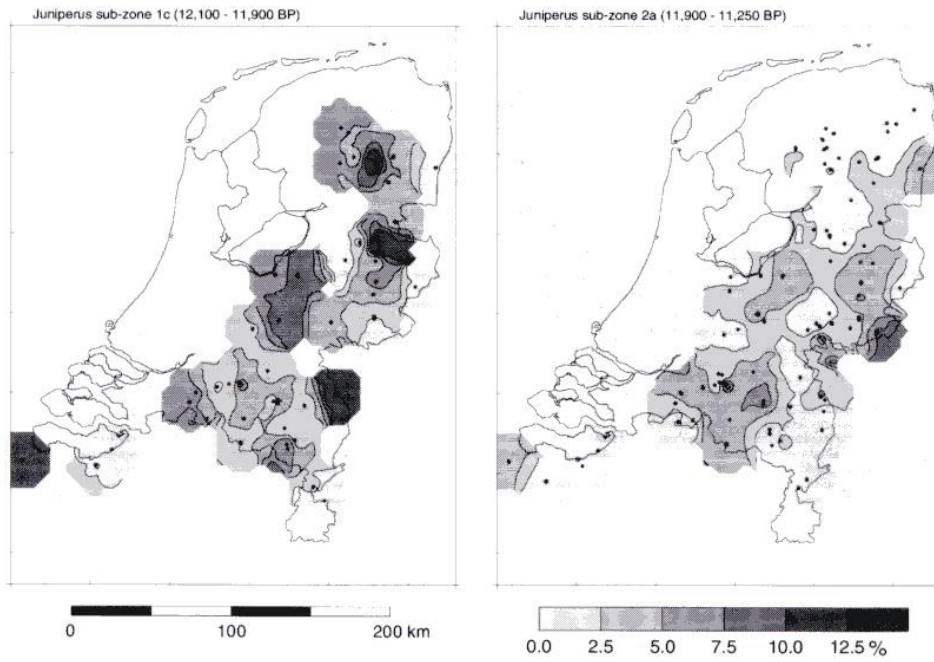 Juniperus sub-zone 1c (12,100 - 11,900 BP)
Juniperus sub-zone 2a (11,900 - 11,250 BP)
0 100 200 km
0.0 2.5 5.0 7.5 10.0 12.5 %